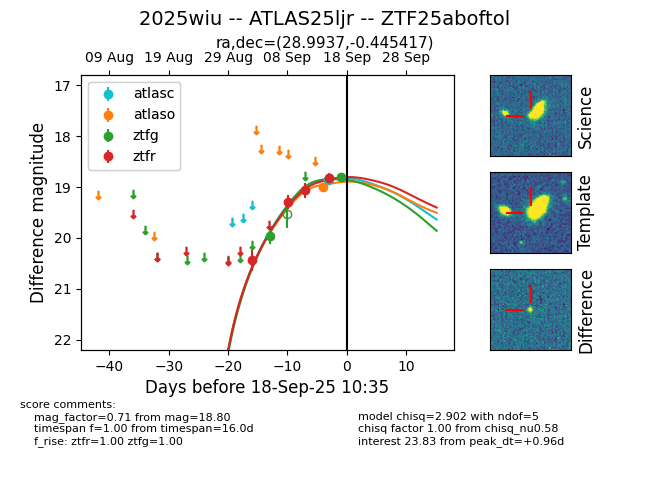 2025wiu -- ATLAS25ljr -- ZTF25aboftol
ra,dec=(28.9937,-0.445417)
09 Aug 19 Aug 29 Aug 08 Sep 18 Sep 28 Sep
17
18
19
20
21
22
Difference magnitude
atlasc
atlaso
ztfg
ztfr
−40 −30 −20 −10 0 10
Days before 18-Sep-25 10:35
Science
Template
Difference
score comments:
mag_factor=0.71 from mag=18.80
timespan f=1.00 from timespan=16.0d
f_rise: ztfr=1.00 ztfg=1.00
model chisq=2.902 with ndof=5
chisq factor 1.00 from chisq_nu0.58
interest 23.83 from peak_dt=+0.96d